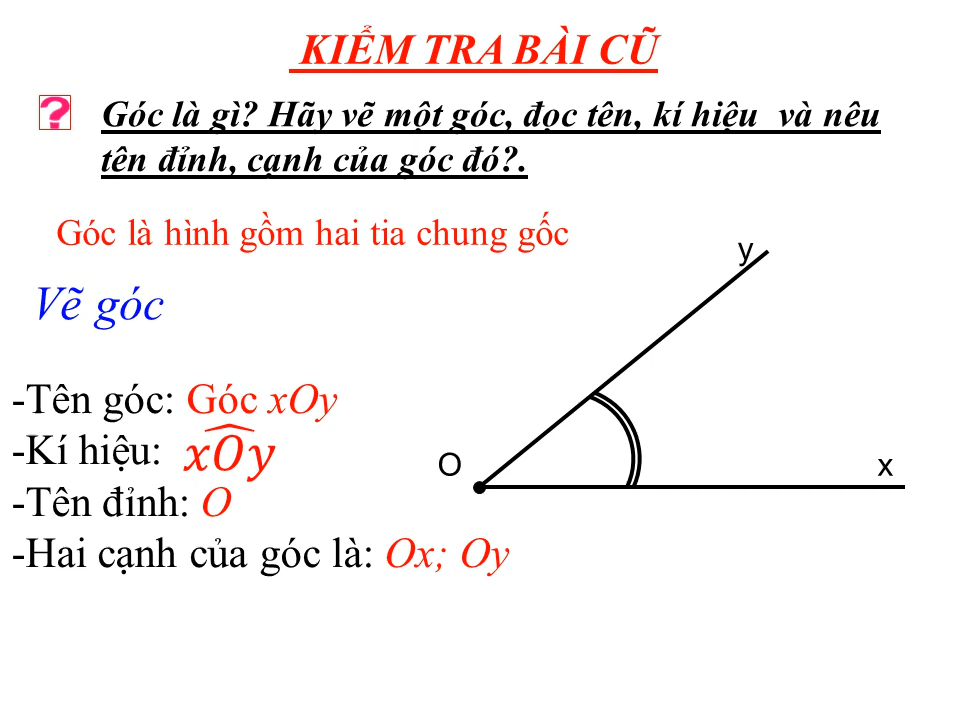 KIỂM TRA BÀI CŨ
Góc là gì? Hãy vẽ một góc, đọc tên, kí hiệu và nêu
tên đỉnh, cạnh của góc đó?.
Góc là hình gồm hai tia chung gốc
y
Vẽ góc
-Tên góc: Góc xOy
-Kí hiệu: $\widehat{xOy}$
O
x
-Tên đỉnh: O
-Hai cạnh của góc là: Ox; Oy